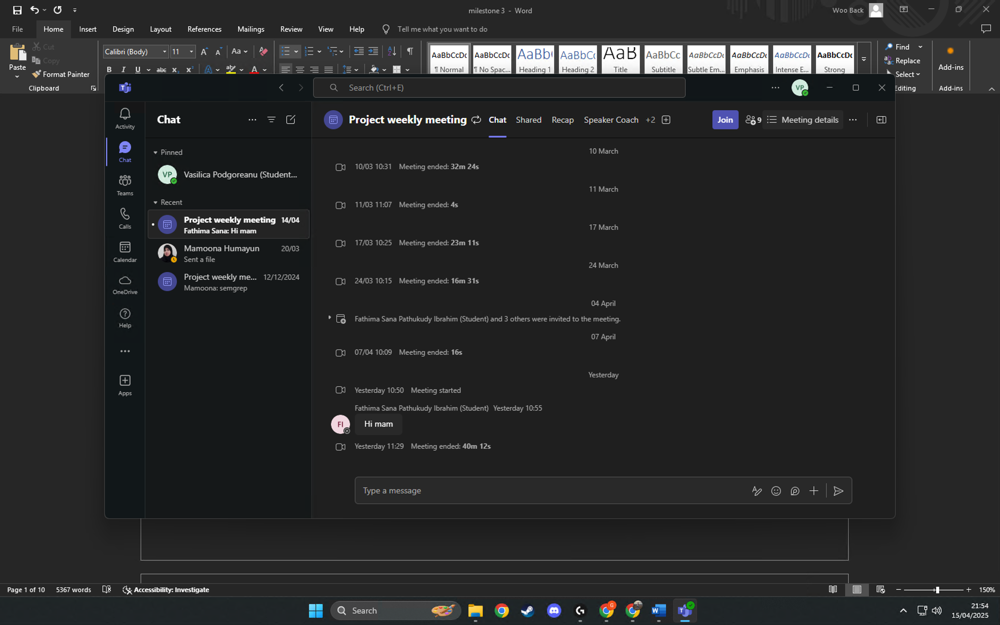 milestone 3 - Word
Woo Back
File Home Insert Design Layout References Mailings Review View Help Tell me what you want to do
Paste
Cut
Copy
Format Painter
Clipboard
Calibri (Body) 11
Aa
B I U abc x₂ x² A A
AaBbCcDc AaBbCcDc AaBb( AaBbC( AaB AaBbCc AaBbCcDc AaBbCcDc AaBbCcDc AaBbCcDc
¶ Normal ¶ No Spac... Heading 1 Heading 2 Title Subtitle Subtle Em... Emphasis Intense E... Strong
Find
Replace
Select
Editing
Add-ins
Add-ins
Search (Ctrl+E)
VP
Activity
Chat
Teams
Calls
Calendar
OneDrive
Help
Apps
Chat
Pinned
VP Vasilica Podgoreanu (Student...
Recent
Project weekly meeting 14/04
Fathima Sana: Hi mam
Mamoona Humayun 20/03
Sent a file
Project weekly me... 12/12/2024
Mamoona: semgrep
Project weekly meeting Chat Shared Recap Speaker Coach +2
Join 9 Meeting details
10 March
10/03 10:31 Meeting ended: 32m 24s
11 March
11/03 11:07 Meeting ended: 4s
17 March
17/03 10:25 Meeting ended: 23m 11s
24 March
24/03 10:15 Meeting ended: 16m 31s
04 April
Fathima Sana Pathukudy Ibrahim (Student) and 3 others were invited to the meeting.
07 April
07/04 10:09 Meeting ended: 16s
Yesterday
Yesterday 10:50 Meeting started
Fathima Sana Pathukudy Ibrahim (Student) Yesterday 10:55
FI Hi mam
Yesterday 11:29 Meeting ended: 40m 12s
Type a message
Page 1 of 10 5367 words Accessibility: Investigate 150%
Search
21:54
15/04/2025